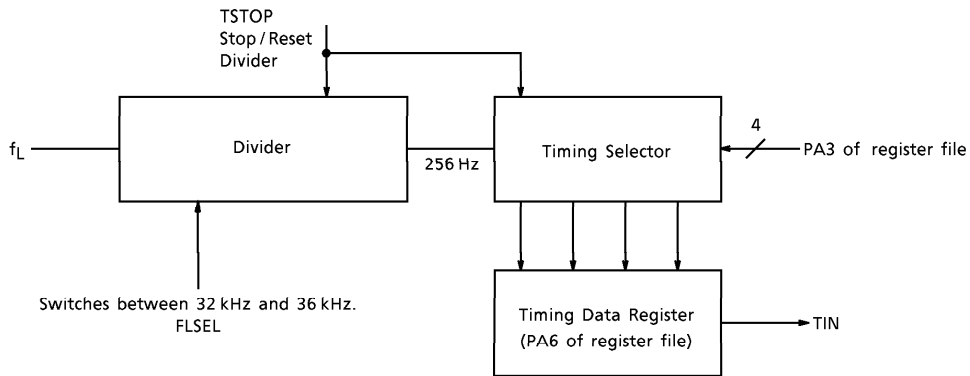 TSTOP
Stop / Reset
Divider
fL
Divider
256 Hz
Timing Selector
4
PA3 of register file
Switches between 32 kHz and 36 kHz.
FLSEL
Timing Data Register
(PA6 of register file)
TIN